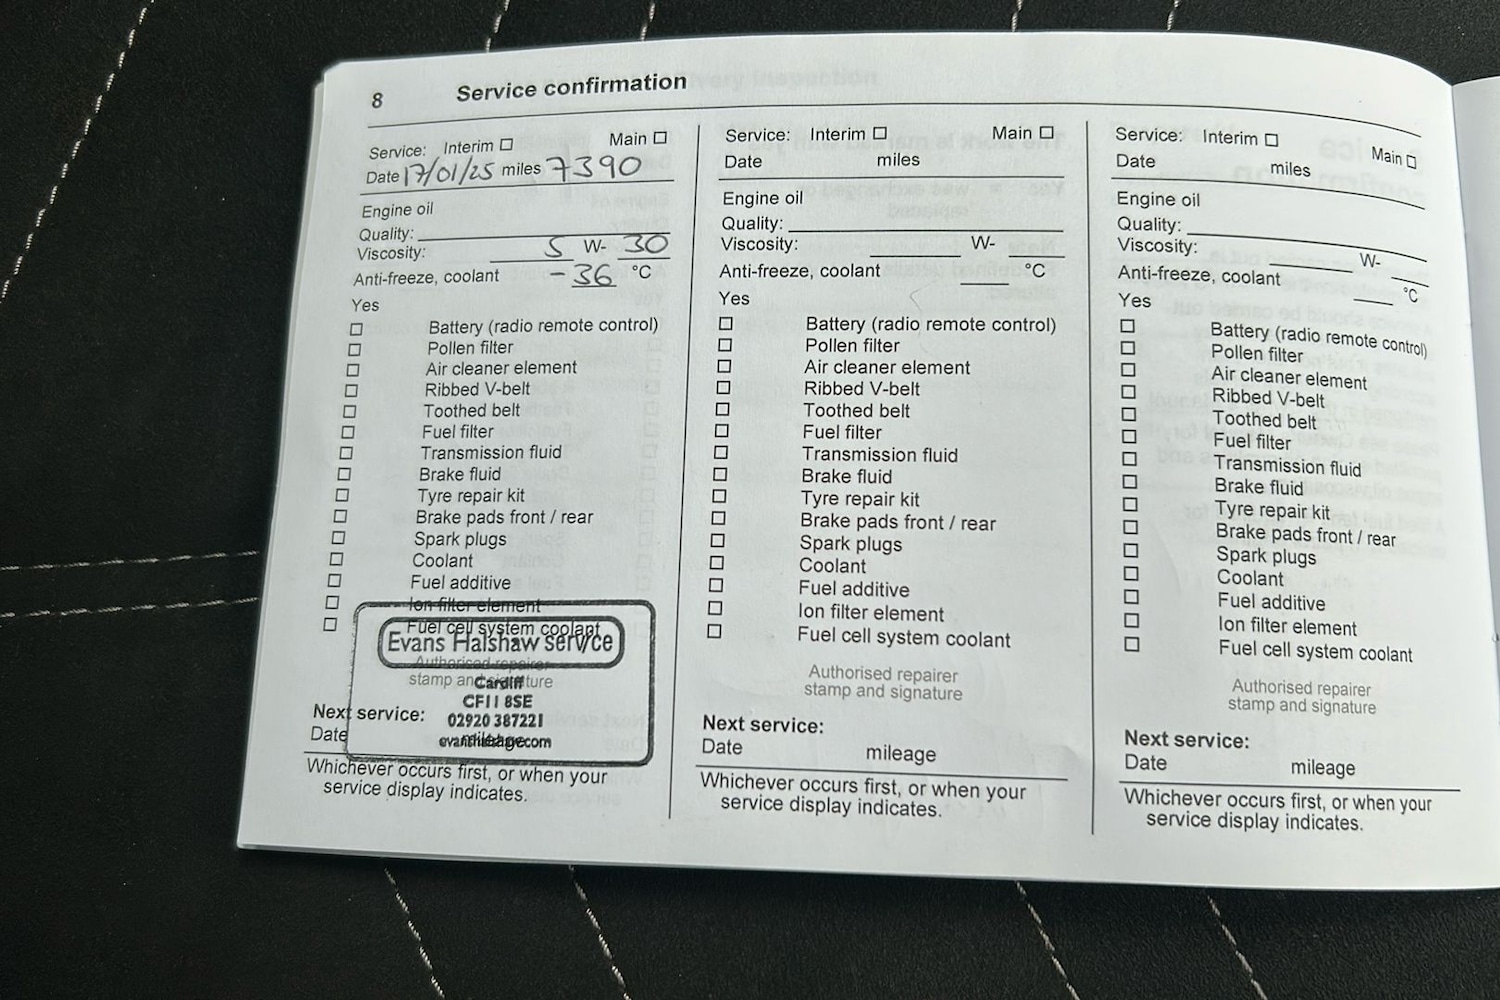 8 Service confirmation
Service: Interim ☐ Main ☐
Date 17/01/25 miles 7390
Engine oil
Quality:
Viscosity: 5 W- 30
Anti-freeze, coolant -36 °C
Yes
☐ Battery (radio remote control)
☐ Pollen filter
☐ Air cleaner element
☐ Ribbed V-belt
☐ Toothed belt
☐ Fuel filter
☐ Transmission fluid
☐ Brake fluid
☐ Tyre repair kit
☐ Brake pads front / rear
☐ Spark plugs
☐ Coolant
☐ Fuel additive
☐ Ion filter element
☐ Fuel cell system coolant
Evans Halshaw service
Authorised repairer
stamp and signature
Cardiff
CF11 8SE
02920 387221
Next service:
Date mileage
Whichever occurs first, or when your
service display indicates.
Service: Interim ☐ Main ☐
Date miles
Engine oil
Quality:
Viscosity: W-
Anti-freeze, coolant °C
Yes
☐ Battery (radio remote control)
☐ Pollen filter
☐ Air cleaner element
☐ Ribbed V-belt
☐ Toothed belt
☐ Fuel filter
☐ Transmission fluid
☐ Brake fluid
☐ Tyre repair kit
☐ Brake pads front / rear
☐ Spark plugs
☐ Coolant
☐ Fuel additive
☐ Ion filter element
☐ Fuel cell system coolant
Authorised repairer
stamp and signature
Next service:
Date mileage
Whichever occurs first, or when your
service display indicates.
Service: Interim ☐ Main ☐
Date miles
Engine oil
Quality:
Viscosity: W-
Anti-freeze, coolant °C
Yes
☐ Battery (radio remote control)
☐ Pollen filter
☐ Air cleaner element
☐ Ribbed V-belt
☐ Toothed belt
☐ Fuel filter
☐ Transmission fluid
☐ Brake fluid
☐ Tyre repair kit
☐ Brake pads front / rear
☐ Spark plugs
☐ Coolant
☐ Fuel additive
☐ Ion filter element
☐ Fuel cell system coolant
Authorised repairer
stamp and signature
Next service:
Date mileage
Whichever occurs first, or when your
service display indicates.